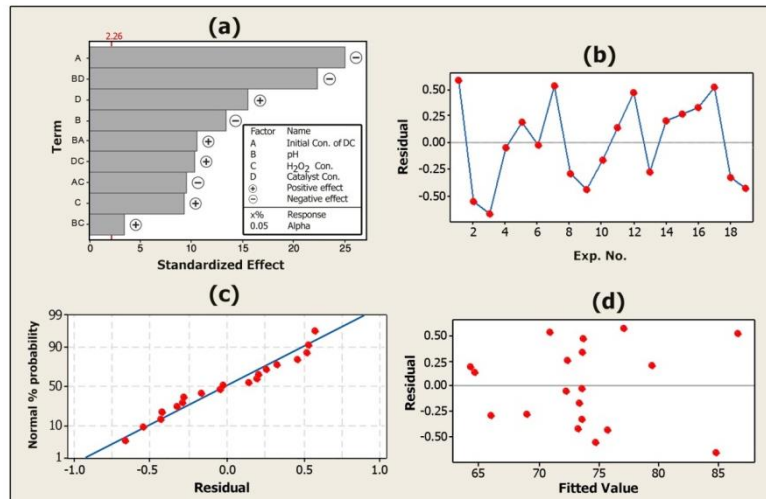 (a)
2.26
Term
A
BD
D
B
BA
DC
AC
C
BC
Factor Name
A Initial Con. of DC
B pH
C H₂O₂ Con.
D Catalyst Con.
⊕ Positive effect
⊖ Negative effect
x% Response
0.05 Alpha
0 5 10 15 20 25
Standardized Effect
(b)
Residual
0.50
0.25
0.00
-0.25
-0.50
2 4 6 8 10 12 14 16 18
Exp. No.
(c)
Normal % probability
99
90
50
10
1
-1.0 -0.5 0.0 0.5 1.0
Residual
(d)
Residual
0.50
0.25
0.00
-0.25
-0.50
65 70 75 80 85
Fitted Value